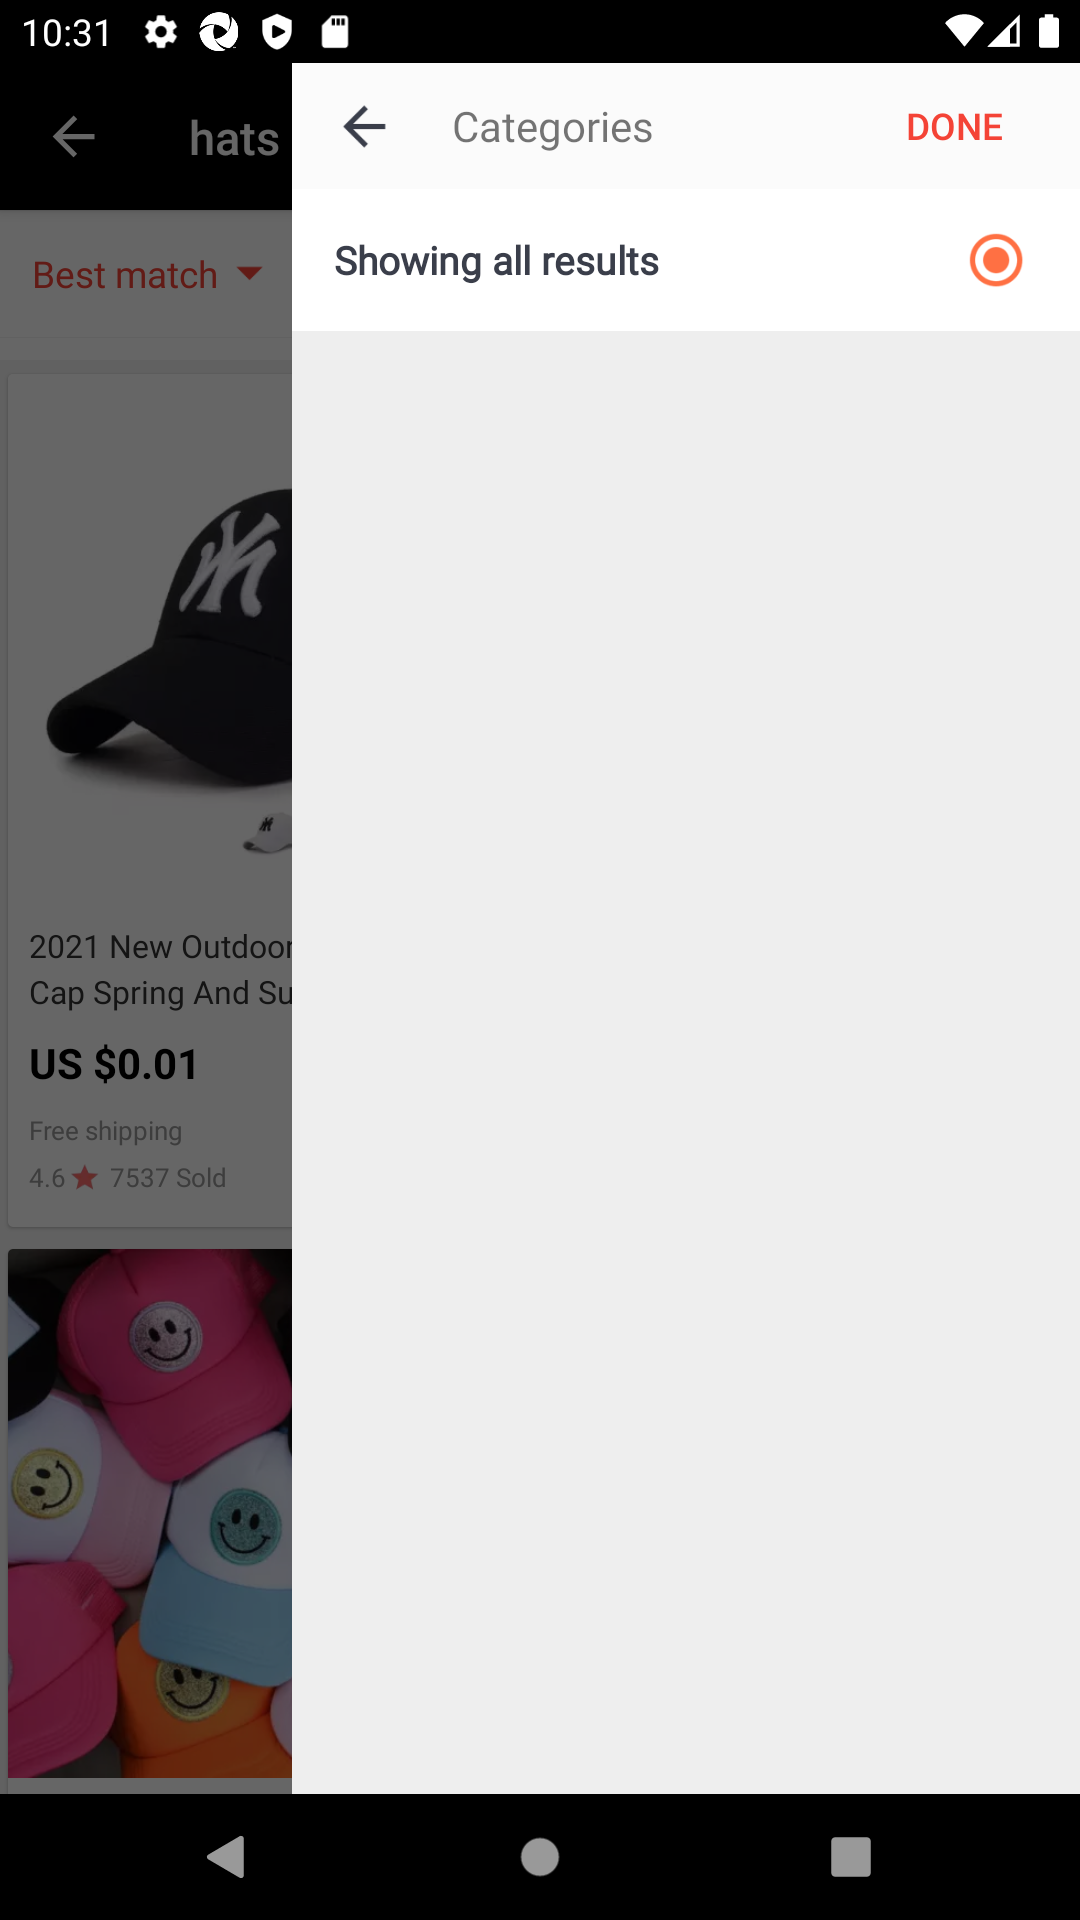 10:31
hats
Categories
DONE
Best match
Showing all results
2021 New Outdoor
Cap Spring And Su
US $0.01
Free shipping
4.6 7537 Sold